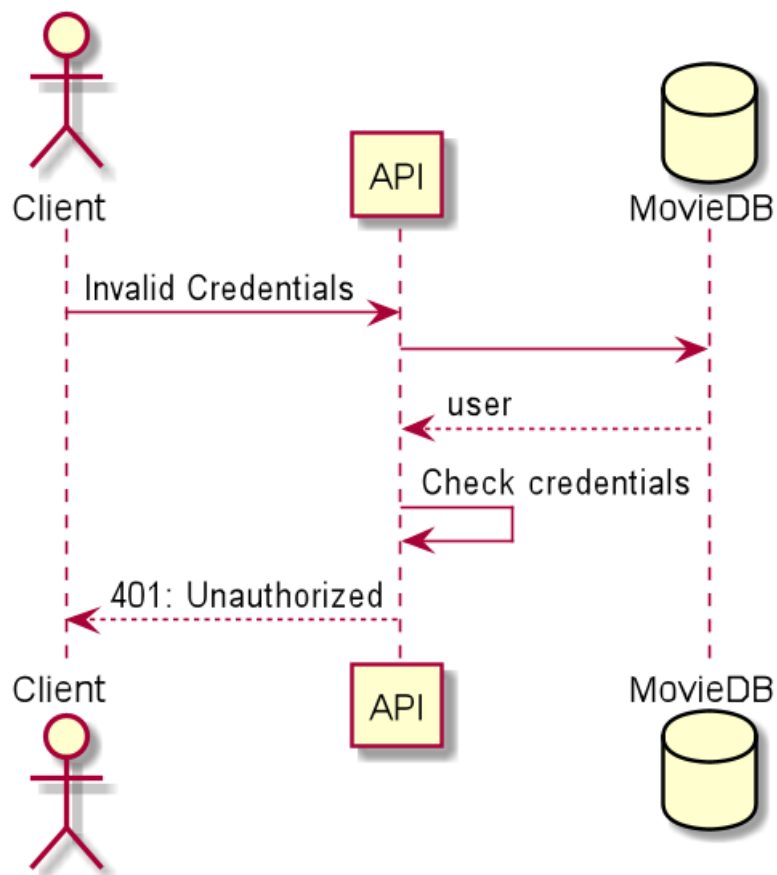 Client
API
MovieDB
Invalid Credentials
user
Check credentials
401: Unauthorized
Client
API
MovieDB